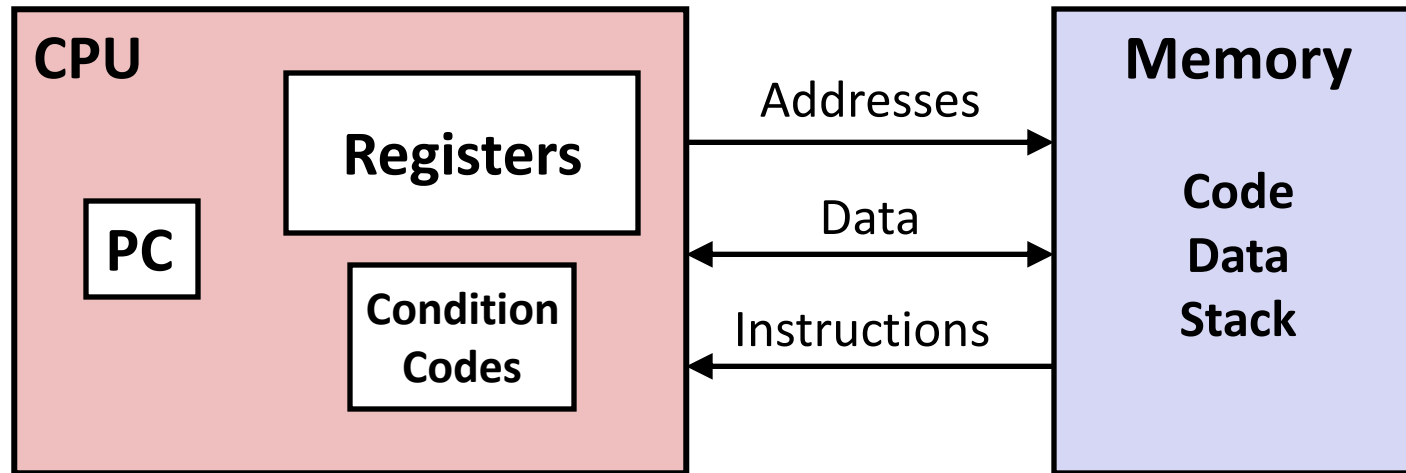 CPU
Registers
PC
Condition
Codes
Addresses
Data
Instructions
Memory
Code
Data
Stack